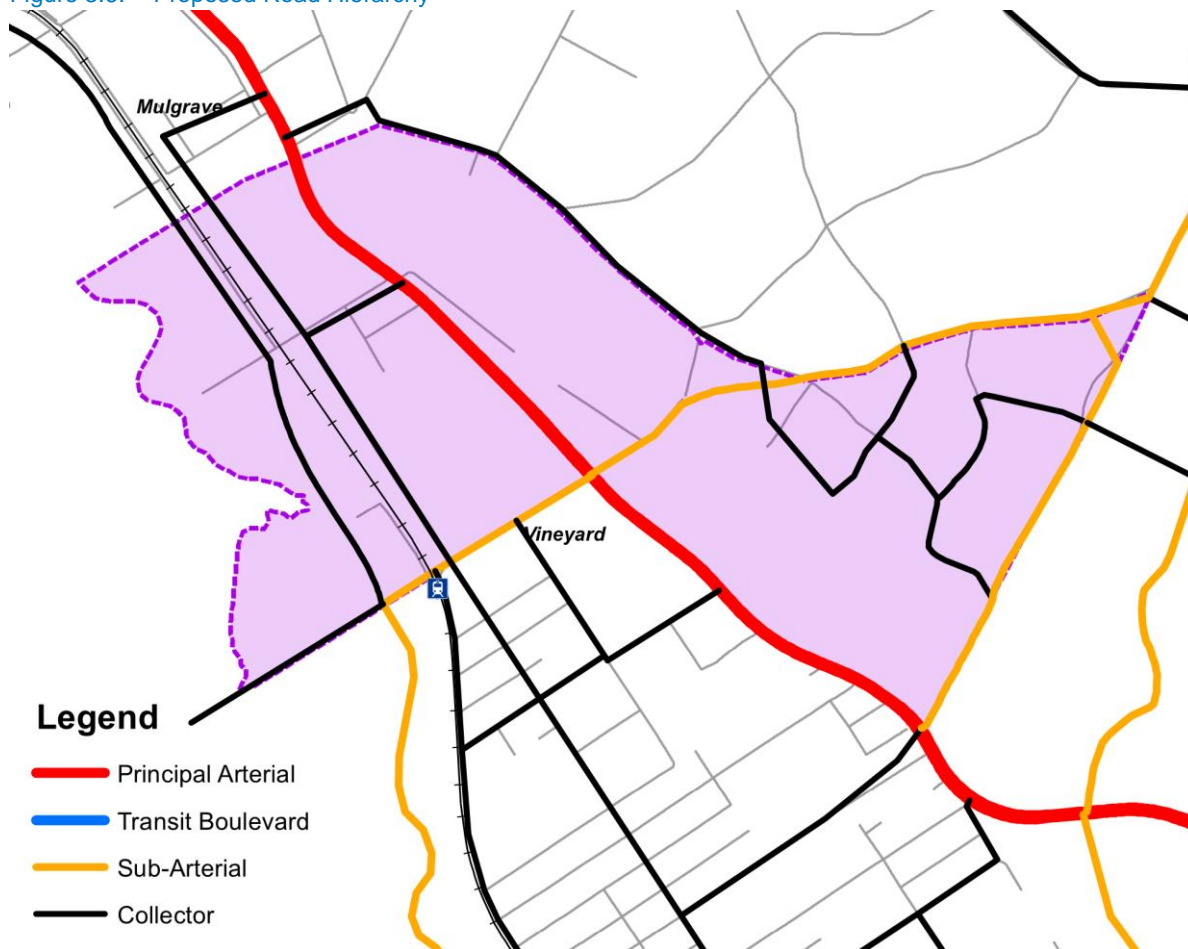 Mulgrave
Vineyard
Legend
Principal Arterial
Transit Boulevard
Sub-Arterial
Collector